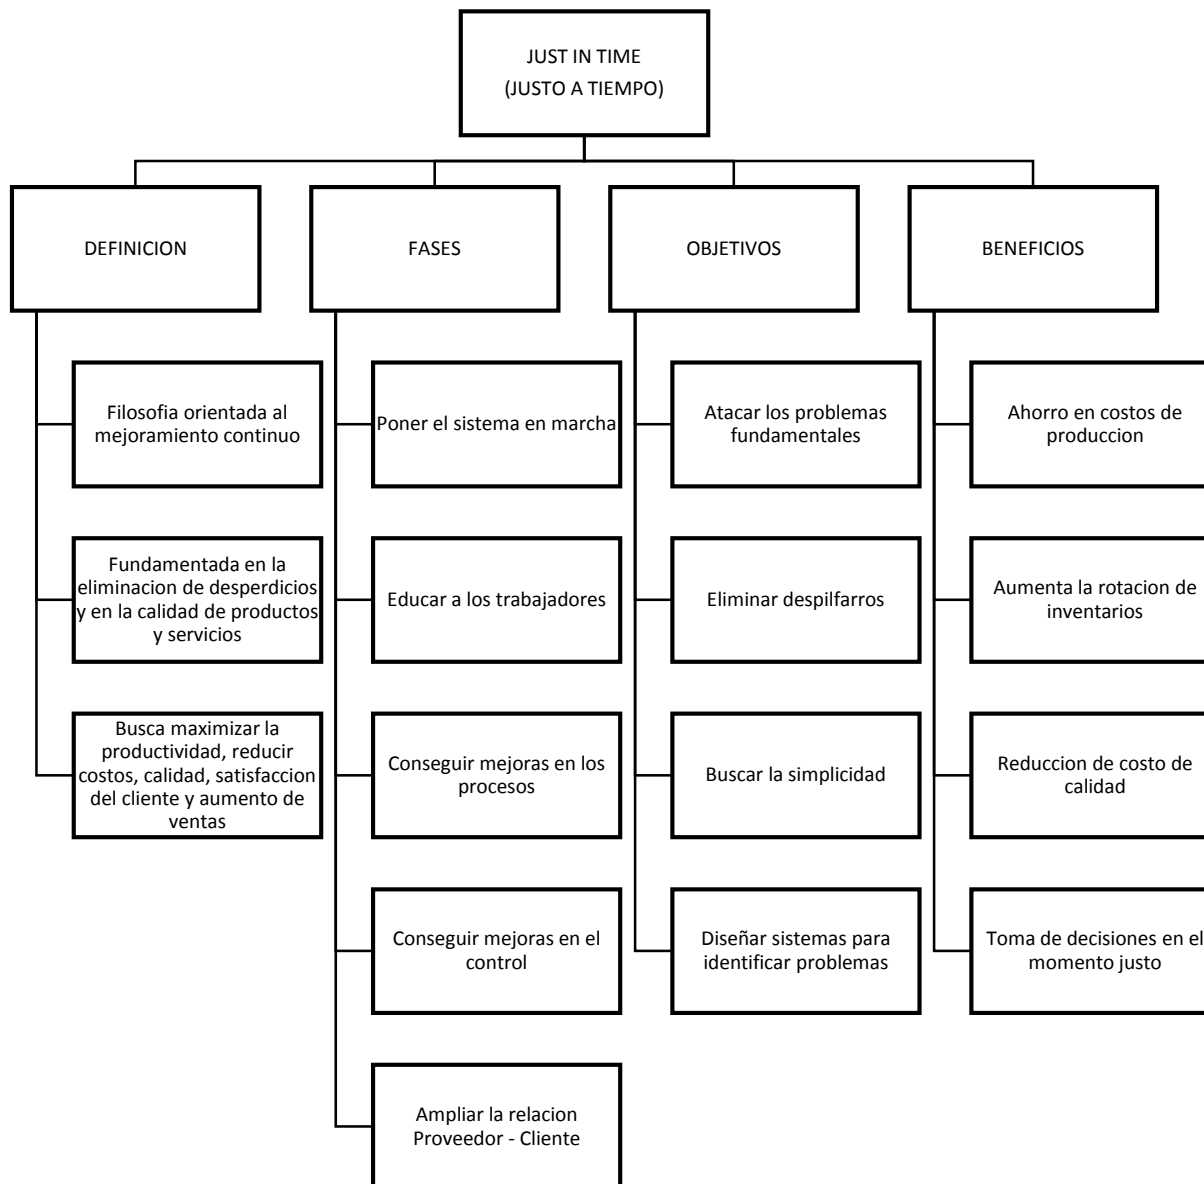 JUST IN TIME
(JUSTO A TIEMPO)
DEFINICION
Filosofia orientada al
mejoramiento continuo
Fundamentada en la
eliminacion de desperdicios
y en la calidad de productos
y servicios
Busca maximizar la
productividad, reducir
costos, calidad, satisfaccion
del cliente y aumento de
ventas
FASES
Poner el sistema en marcha
Educar a los trabajadores
Conseguir mejoras en los
procesos
Conseguir mejoras en el
control
Ampliar la relacion
Proveedor - Cliente
OBJETIVOS
Atacar los problemas
fundamentales
Eliminar despilfarros
Buscar la simplicidad
Diseñar sistemas para
identificar problemas
BENEFICIOS
Ahorro en costos de
produccion
Aumenta la rotacion de
inventarios
Reduccion de costo de
calidad
Toma de decisiones en el
momento justo